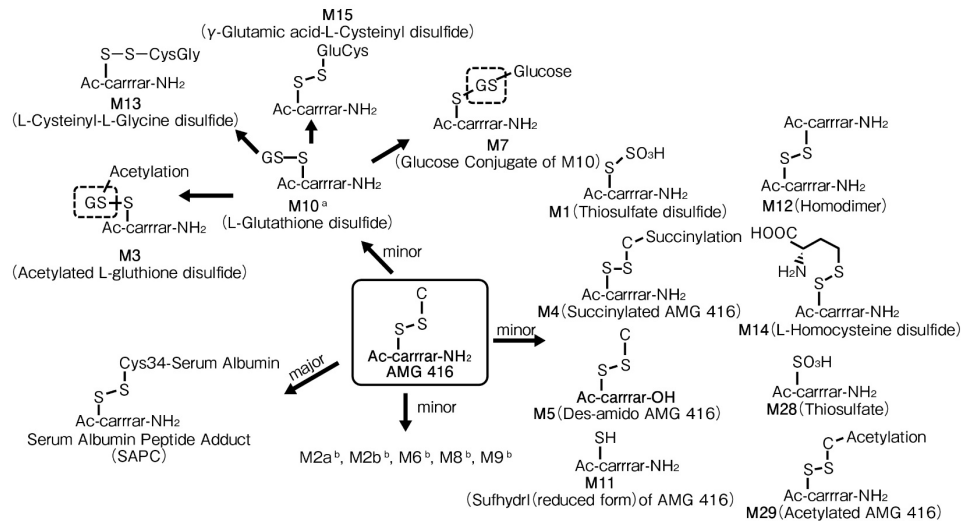 M15
(γ-Glutamic acid-L-Cysteinyl disulfide)
GluCys
S-S
Ac-carrrar-NH₂
S-S-CysGly
Ac-carrrar-NH₂
M13
(L-Cysteinyl-L-Glycine disulfide)
Glucose
S-GS
Ac-carrrar-NH₂
M7
(Glucose Conjugate of M10)
GS-S
Ac-carrrar-NH₂
M10 ᵃ
(L-Glutathione disulfide)
Acetylation
GS-S
Ac-carrrar-NH₂
M3
(Acetylated L-gluthione disulfide)
minor
C
S-S
Ac-carrrar-NH₂
AMG 416
major
Cys34-Serum Albumin
S-S
Ac-carrrar-NH₂
Serum Albumin Peptide Adduct
(SAPC)
minor
M2a ᵇ, M2b ᵇ, M6 ᵇ, M8 ᵇ, M9 ᵇ
minor
SO₃H
S
Ac-carrrar-NH₂
M1(Thiosulfate disulfide)
C-Succinylation
S-S
Ac-carrrar-NH₂
M4(Succinylated AMG 416)
C
S-S
Ac-carrrar-OH
M5(Des-amido AMG 416)
SH
Ac-carrrar-NH₂
M11
(Sufhydrl(reduced form)of AMG 416)
Ac-carrrar-NH₂
S-S
Ac-carrrar-NH₂
M12(Homodimer)
HOOC
H₂N
S-S
Ac-carrrar-NH₂
M14(L-Homocysteine disulfide)
SO₃H
Ac-carrrar-NH₂
M28(Thiosulfate)
C-Acetylation
S-S
Ac-carrrar-NH₂
M29(Acetylated AMG 416)